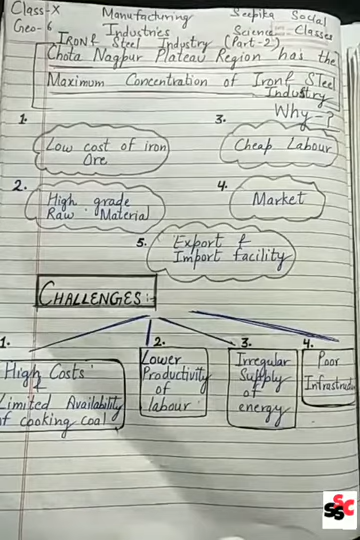 Class-X Manufacturing Seepika Social
Geo-6 Industries Science Classes
IRON & Steel Industry (Part-2)
Chota Nagpur Plateau Region has the
Maximum Concentration of Iron & Steel
Industry
Why-?
1.
Low cost of iron
Ore
3.
Cheap Labour
2.
High grade
Raw Material
4.
Market
5.
Export &
Import facility
CHALLENGES:-
1.
High Costs
&
Limited Availability
of cooking coal
2.
Lower
Productivity
of
labour
3.
Irregular
Supply
of
energy
4.
Poor
Infrastru
SSSC